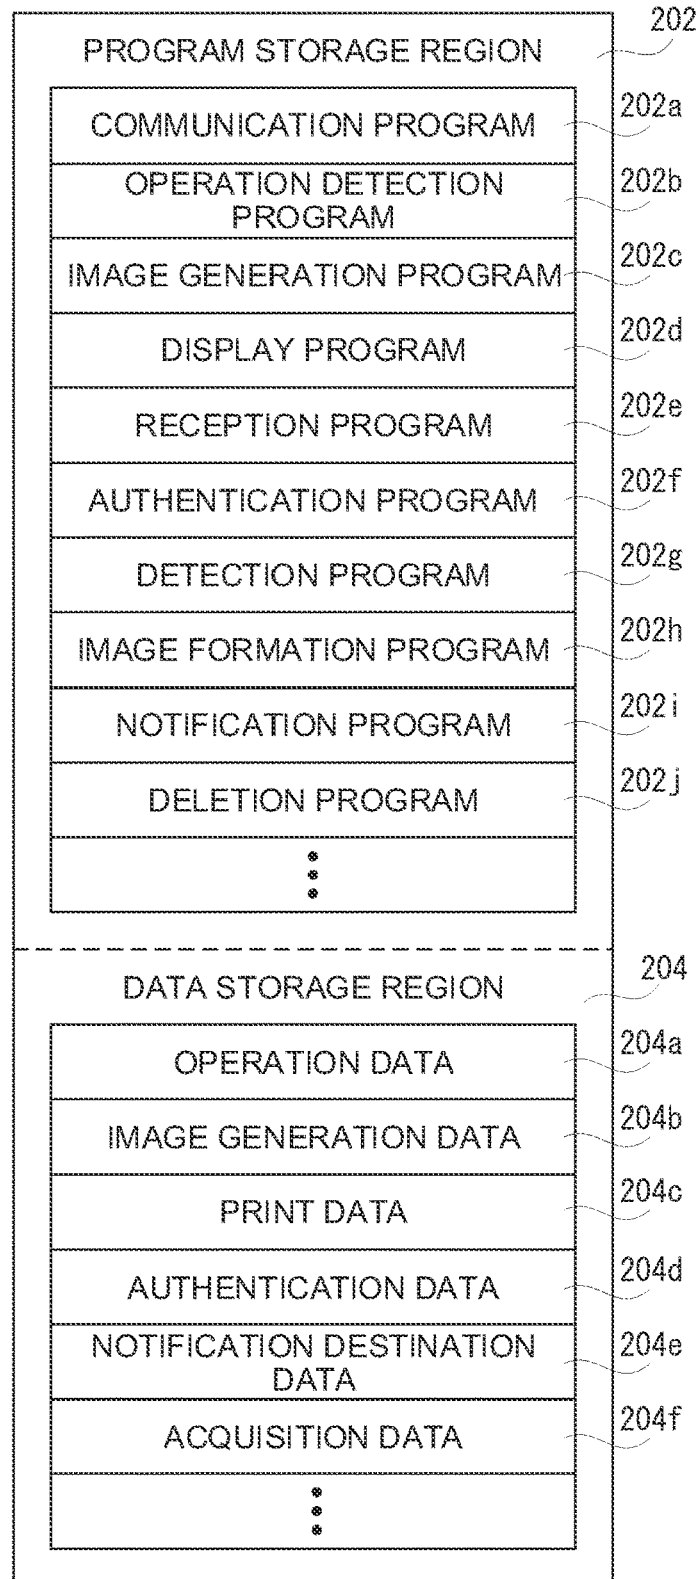 202
PROGRAM STORAGE REGION
202a
COMMUNICATION PROGRAM
202b
OPERATION DETECTION
PROGRAM
202c
IMAGE GENERATION PROGRAM
202d
DISPLAY PROGRAM
202e
RECEPTION PROGRAM
202f
AUTHENTICATION PROGRAM
202g
DETECTION PROGRAM
202h
IMAGE FORMATION PROGRAM
202i
NOTIFICATION PROGRAM
202j
DELETION PROGRAM
204
DATA STORAGE REGION
204a
OPERATION DATA
204b
IMAGE GENERATION DATA
204c
PRINT DATA
204d
AUTHENTICATION DATA
204e
NOTIFICATION DESTINATION
DATA
204f
ACQUISITION DATA